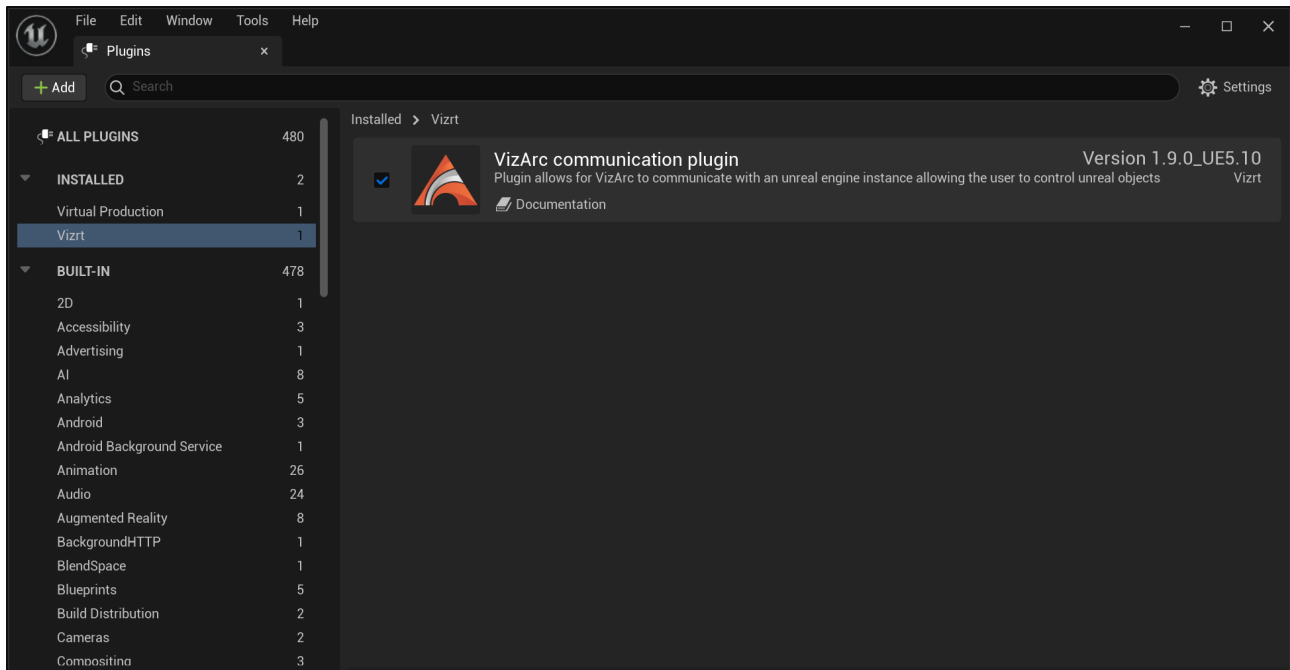 File Edit Window Tools Help
Plugins
Add Search Settings
ALL PLUGINS 480
INSTALLED 2
Virtual Production 1
Vizrt 1
BUILT-IN 478
2D 1
Accessibility 3
Advertising 1
AI 8
Analytics 5
Android 3
Android Background Service 1
Animation 26
Audio 24
Augmented Reality 8
BackgroundHTTP 1
BlendSpace 1
Blueprints 5
Build Distribution 2
Cameras 2
Compositing 3
Installed > Vizrt
VizArc communication plugin Version 1.9.0_UE5.10
Plugin allows for VizArc to communicate with an unreal engine instance allowing the user to control unreal objects Vizrt
Documentation